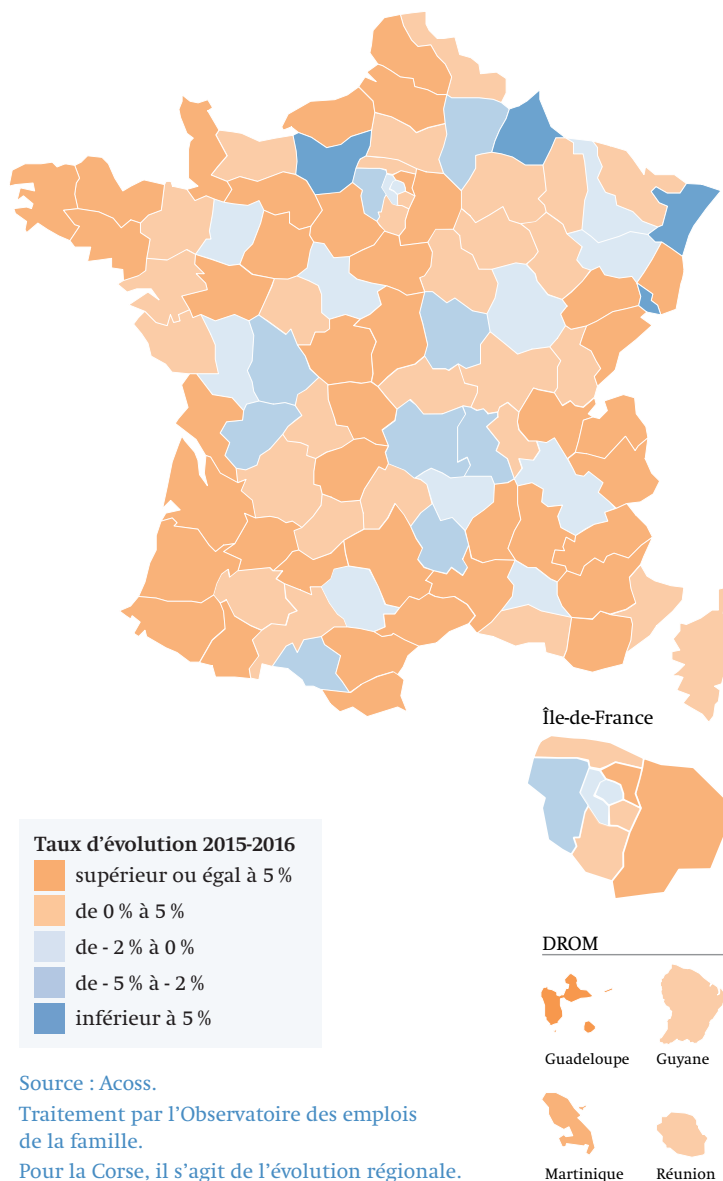 Île-de-France
Taux d'évolution 2015-2016
supérieur ou égal à 5 %
de 0 % à 5 %
de - 2 % à 0 %
de - 5 % à - 2 %
inférieur à 5 %
DROM
Guadeloupe Guyane
Martinique Réunion
Source : Acoss.
Traitement par l'Observatoire des emplois
de la famille.
Pour la Corse, il s'agit de l'évolution régionale.